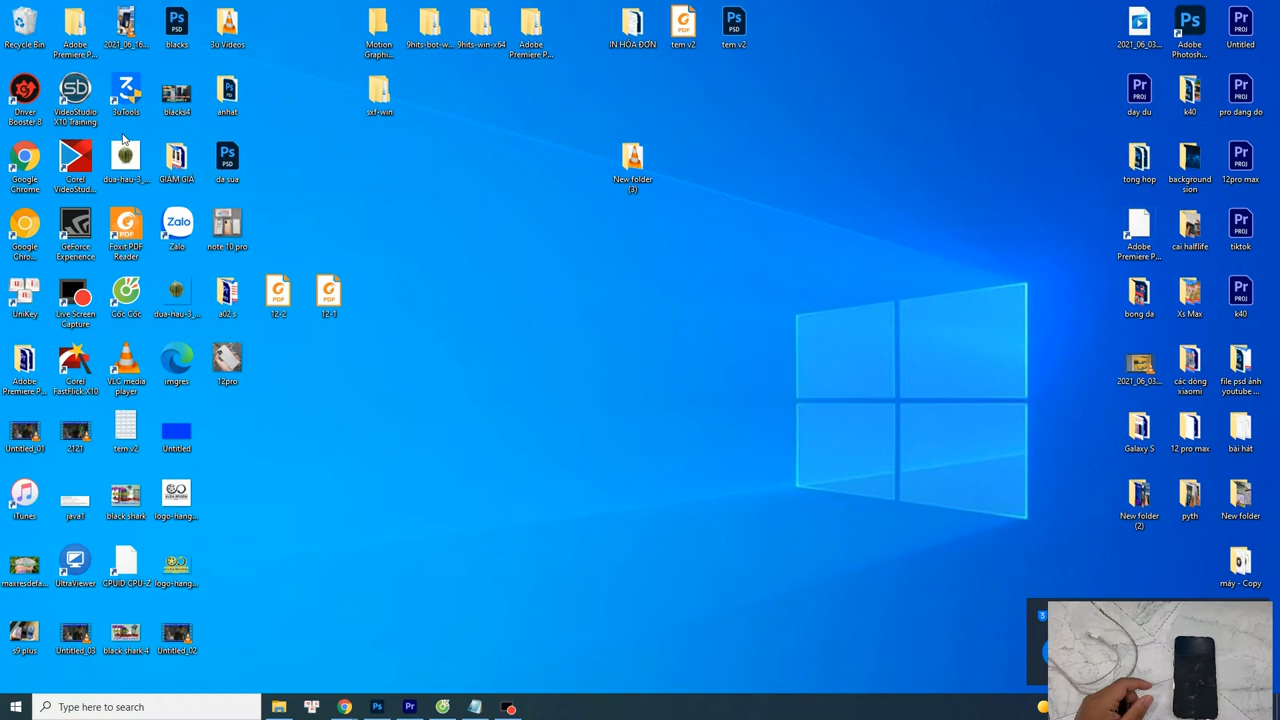 Recycle Bin
Adobe
Premiere P...
2021_06_16...
blacks
3u Videos
Motion
Graphi...
9hits-bot-w...
9hits-win-x64
Adobe
Premiere P...
IN HÓA ĐƠN
tem v2
tem v2
2021_06_03...
Adobe
Photosh...
Untitled
Driver
Booster 8
VideoStudio
X10 Training
3uTools
blacks4
anhat
sxf-win
day du
k40
pro dang do
Google
Chrome
Corel
VideoStud...
dua-hau-3_...
GIẢM GIÁ
da sua
New folder
(3)
tong hop
background
sion
12pro max
Google
Chro...
GeForce
Experience
Foxit PDF
Reader
Zalo
note 10 pro
Adobe
Premiere P...
cai halflife
tiktok
UniKey
Live Screen
Capture
Cốc Cốc
dua-hau-3_...
a02.s
12-2
12-1
bong da
Xs Max
k40
Adobe
Premiere P...
Corel
FastFlick X10
VLC media
player
imgres
12pro
2021_06_03...
các dòng
xiaomi
file psd ảnh
youtube ...
Untitled_01
2121
tem v2
Untitled
Galaxy S
12 pro max
bài hát
iTunes
java1
black shark
logo-hang...
New folder
(2)
pyth
New folder
maxresdefa...
UltraViewer
CPUID CPU-Z
logo-hang...
máy - Copy
s9 plus
Untitled_03
black shark 4
Untitled_02
Type here to search